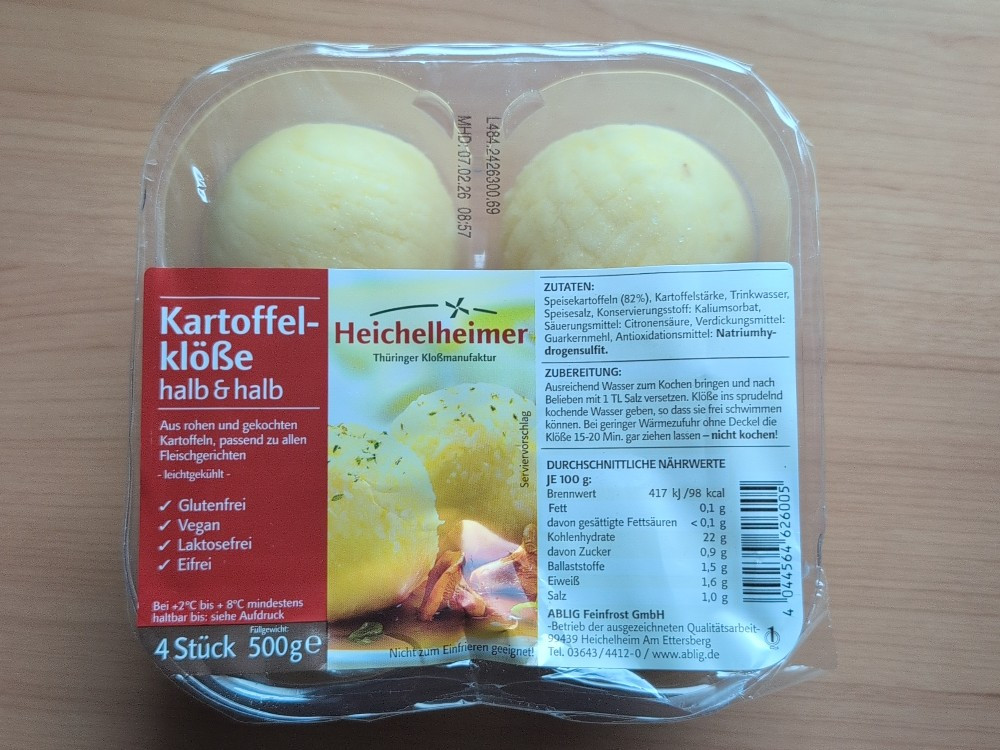 L484.2426300.69
MHD: 07.02.26 08:57
Kartoffel-
klöße
halb & halb
Aus rohen und gekochten
Kartoffeln, passend zu allen
Fleischgerichten
- leichtgekühlt -
✓ Glutenfrei
✓ Vegan
✓ Laktosefrei
✓ Eifrei
Bei +2°C bis + 8°C mindestens
haltbar bis: siehe Aufdruck
Füllgewicht:
4 Stück 500g e
Heichelheimer
Thüringer Kloßmanufaktur
Serviervorschlag
Nicht zum Einfrieren geeignet!
ZUTATEN:
Speisekartoffeln (82%), Kartoffelstärke, Trinkwasser,
Speisesalz, Konservierungsstoff: Kaliumsorbat,
Säuerungsmittel: Citronensäure, Verdickungsmittel:
Guarkernmehl, Antioxidationsmittel: Natriumhy-
drogensulfit.
ZUBEREITUNG:
Ausreichend Wasser zum Kochen bringen und nach
Belieben mit 1 TL Salz versetzen. Klöße ins sprudelnd
kochende Wasser geben, so dass sie frei schwimmen
können. Bei geringer Wärmezufuhr ohne Deckel die
Klöße 15-20 Min. gar ziehen lassen – nicht kochen!
DURCHSCHNITTLICHE NÄHRWERTE
JE 100 g:
Brennwert 417 kJ/98 kcal
Fett 0,1 g
davon gesättigte Fettsäuren < 0,1 g
Kohlenhydrate 22 g
davon Zucker 0,9 g
Ballaststoffe 1,5 g
Eiweiß 1,6 g
Salz 1,0 g
4 044564 626005
ABLIG Feinfrost GmbH
-Betrieb der ausgezeichneten Qualitätsarbeit-
99439 Heichelheim Am Ettersberg
Tel. 03643/4412-0 / www.ablig.de